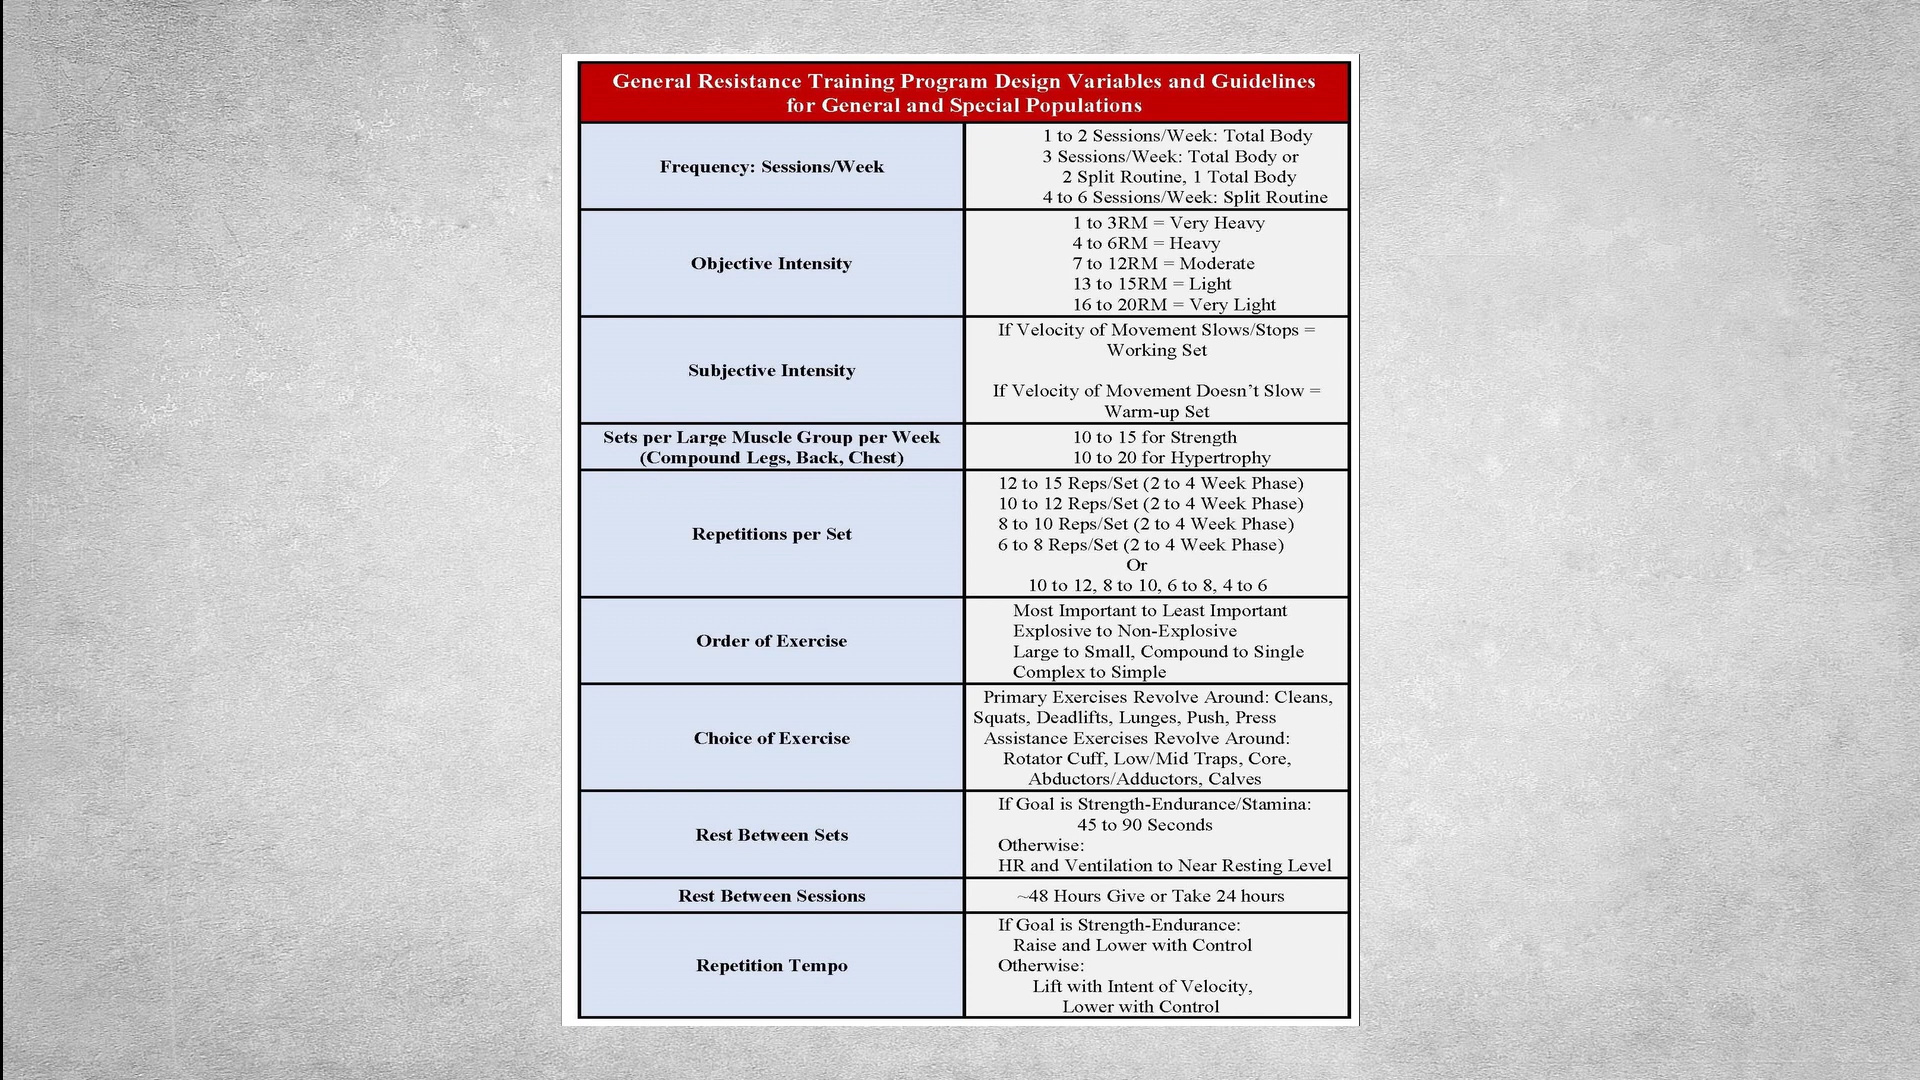 General Resistance Training Program Design Variables and Guidelines
for General and Special Populations
Frequency: Sessions/Week
1 to 2 Sessions/Week: Total Body
3 Sessions/Week: Total Body or
2 Split Routine, 1 Total Body
4 to 6 Sessions/Week: Split Routine
Objective Intensity
1 to 3RM = Very Heavy
4 to 6RM = Heavy
7 to 12RM = Moderate
13 to 15RM = Light
16 to 20RM = Very Light
Subjective Intensity
If Velocity of Movement Slows/Stops =
Working Set
If Velocity of Movement Doesn’t Slow =
Warm-up Set
Sets per Large Muscle Group per Week
(Compound Legs, Back, Chest)
10 to 15 for Strength
10 to 20 for Hypertrophy
Repetitions per Set
12 to 15 Reps/Set (2 to 4 Week Phase)
10 to 12 Reps/Set (2 to 4 Week Phase)
8 to 10 Reps/Set (2 to 4 Week Phase)
6 to 8 Reps/Set (2 to 4 Week Phase)
Or
10 to 12, 8 to 10, 6 to 8, 4 to 6
Order of Exercise
Most Important to Least Important
Explosive to Non-Explosive
Large to Small, Compound to Single
Complex to Simple
Choice of Exercise
Primary Exercises Revolve Around: Cleans,
Squats, Deadlifts, Lunges, Push, Press
Assistance Exercises Revolve Around:
Rotator Cuff, Low/Mid Traps, Core,
Abductors/Adductors, Calves
Rest Between Sets
If Goal is Strength-Endurance/Stamina:
45 to 90 Seconds
Otherwise:
HR and Ventilation to Near Resting Level
Rest Between Sessions
~48 Hours Give or Take 24 hours
Repetition Tempo
If Goal is Strength-Endurance:
Raise and Lower with Control
Otherwise:
Lift with Intent of Velocity,
Lower with Control